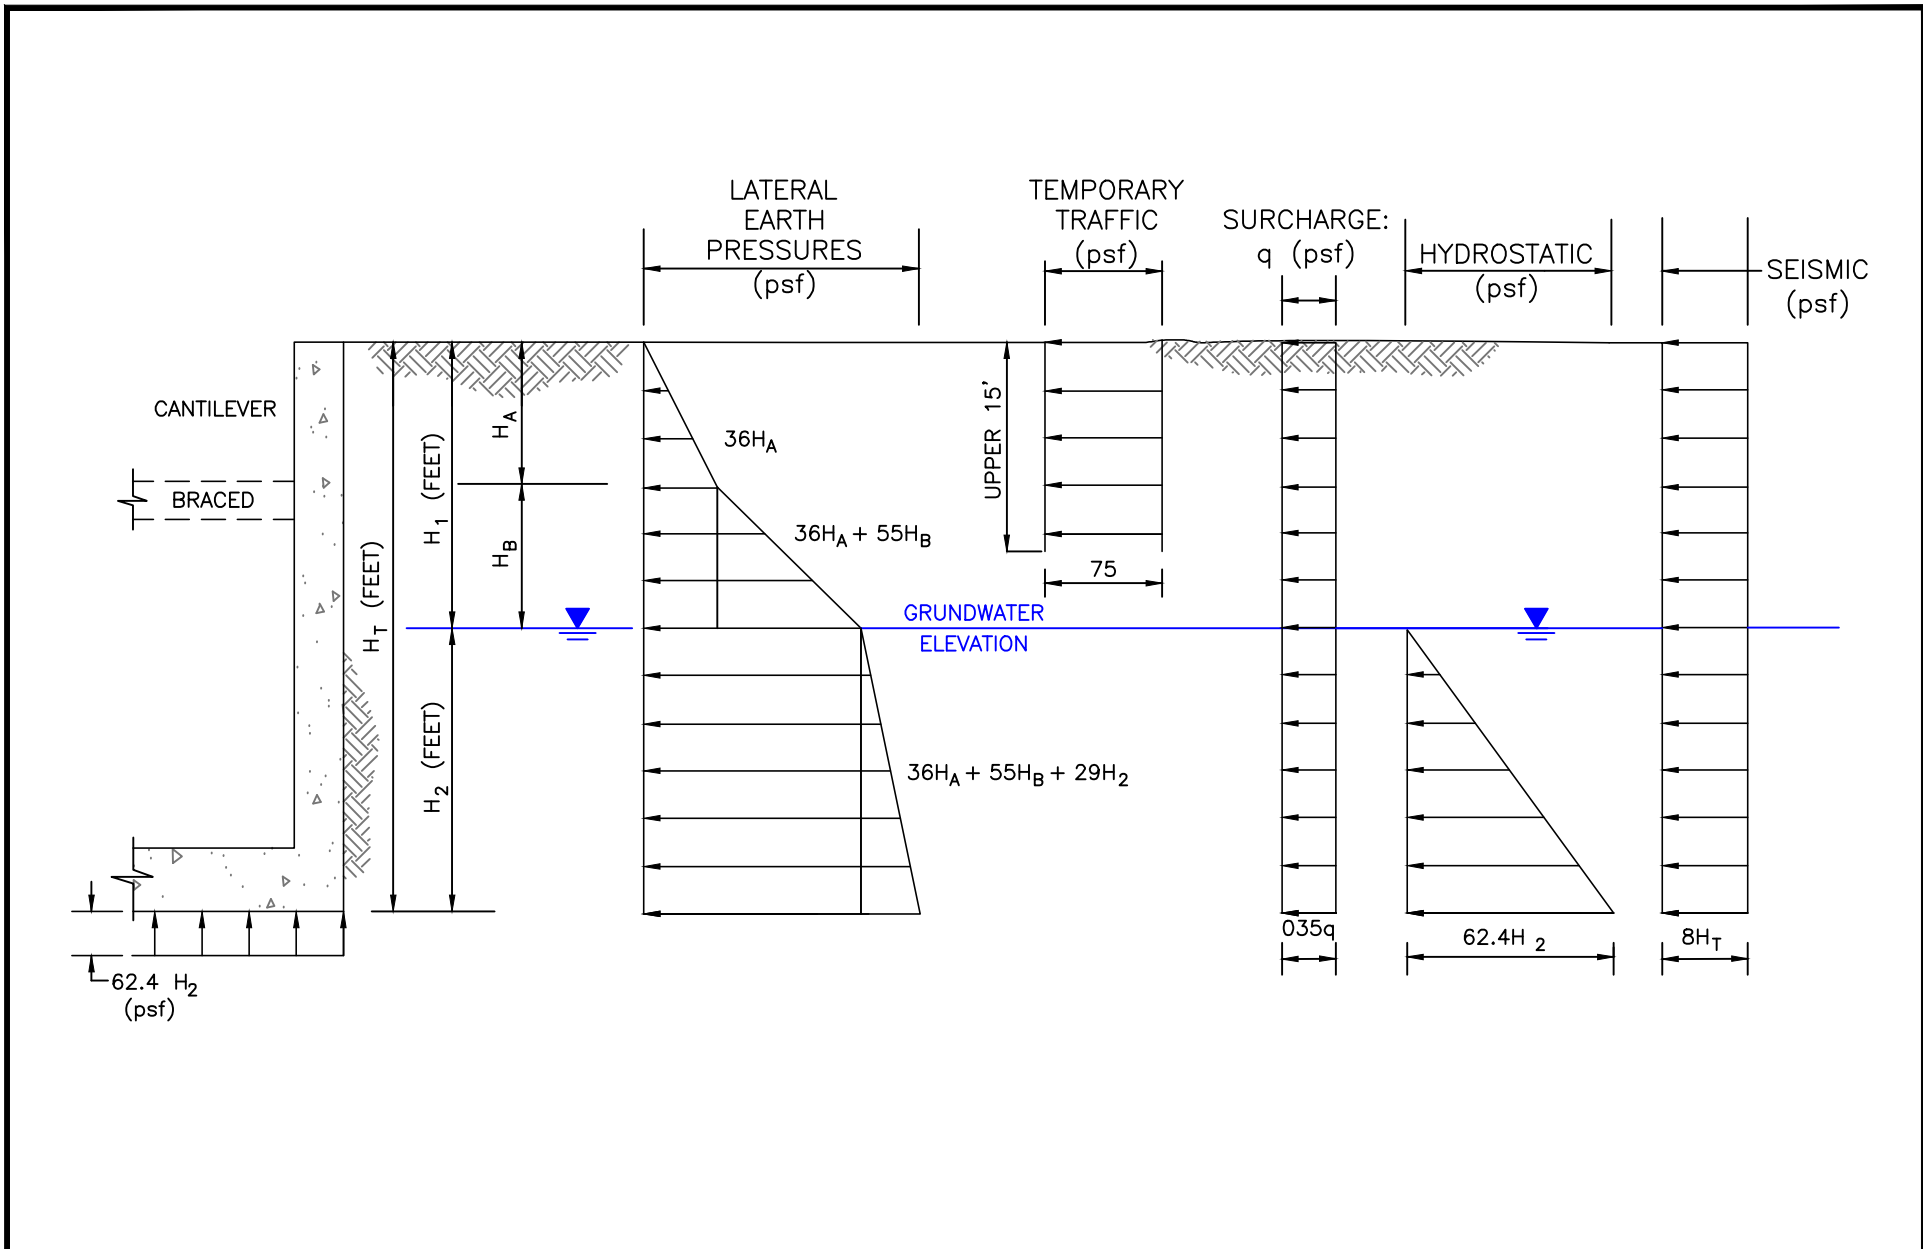 LATERAL
EARTH
PRESSURES
(psf)
TEMPORARY
TRAFFIC
(psf)
SURCHARGE:
q (psf)
HYDROSTATIC
(psf)
SEISMIC
(psf)
CANTILEVER
BRACED
H_T (FEET)
H_1 (FEET)
H_2 (FEET)
H_A
H_B
36H_A
36H_A + 55H_B
36H_A + 55H_B + 29H_2
UPPER 15'
75
GRUNDWATER
ELEVATION
035q
62.4H_2
8H_T
62.4 H_2
(psf)